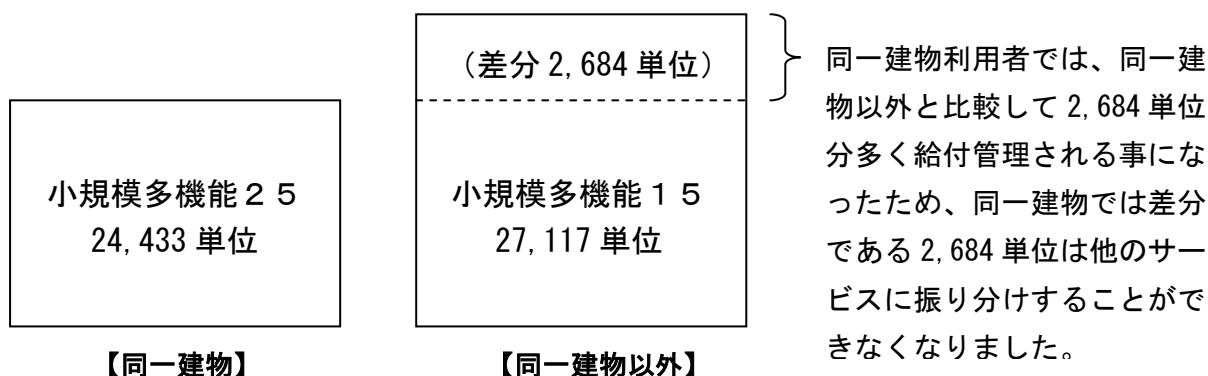 小規模多機能２５
24,433 単位
【同一建物】
（差分 2,684 単位）
小規模多機能１５
27,117 単位
【同一建物以外】
同一建物利用者では、同一建
物以外と比較して 2,684 単位
分多く給付管理される事にな
ったため、同一建物では差分
である 2,684 単位は他のサー
ビスに振り分けすることがで
きなくなりました。